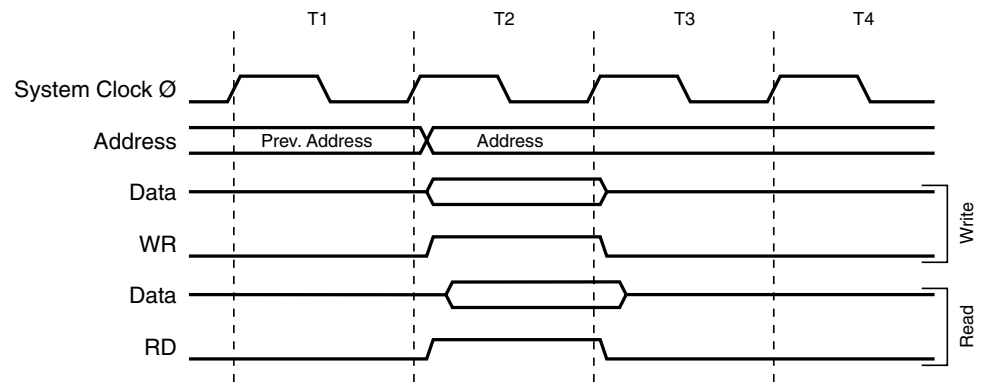 T1 T2 T3 T4
System Clock Ø
Address Prev. Address Address
Data
WR
Write
Data
RD
Read